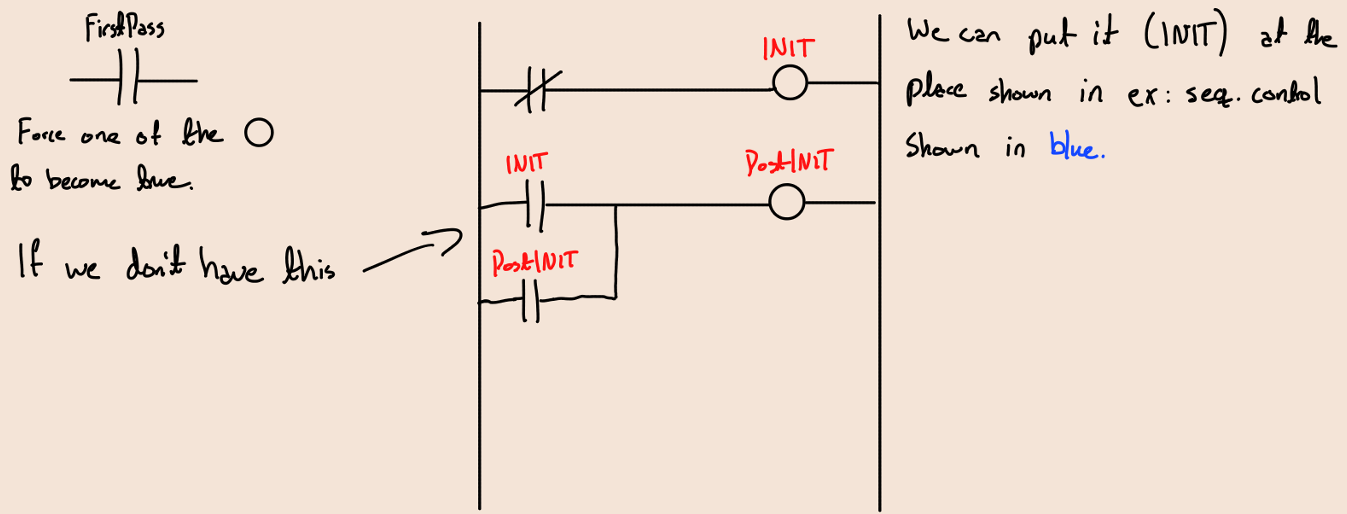 FirstPass
Force one of the
to become true.
If we don't have this
INIT
INIT
PostINIT
PostINIT
We can put it (INIT) at the
place shown in ex: seq. control
shown in blue.